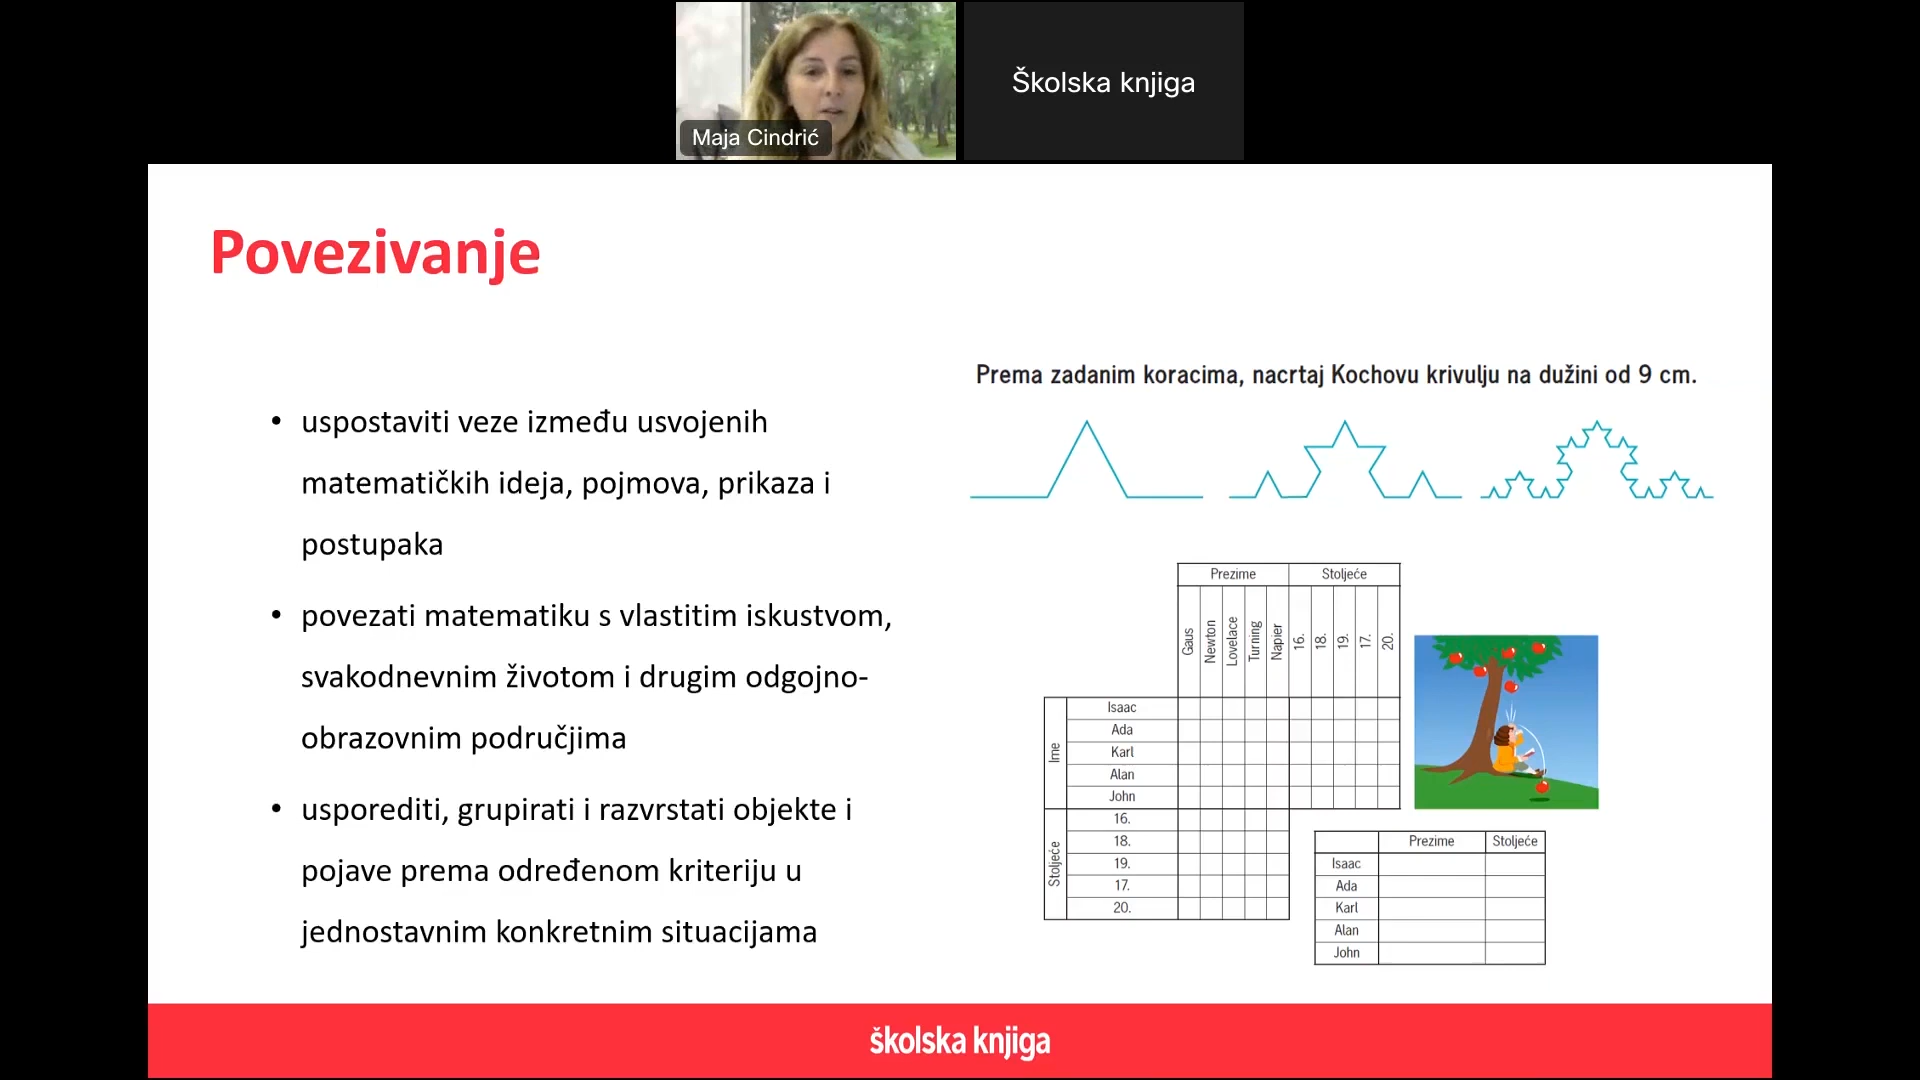 Školska knjiga
Maja Cindrić
Povezivanje
• uspostaviti veze između usvojenih
matematičkih ideja, pojmova, prikaza i
postupaka
• povezati matematiku s vlastitim iskustvom,
svakodnevnim životom i drugim odgojno-
obrazovnim područjima
• usporediti, grupirati i razvrstati objekte i
pojave prema određenom kriteriju u
jednostavnim konkretnim situacijama
Prema zadanim koracima, nacrtaj Kochovu krivulju na dužini od 9 cm.
Prezime Stoljeće
Gaus Newton Lovelace Turning Napier 16. 18. 19. 17. 20.
Ime
Isaac
Ada
Karl
Alan
John
Stoljeće
16.
18.
19.
17.
20.
Prezime Stoljeće
Isaac
Ada
Karl
Alan
John
školska knjiga